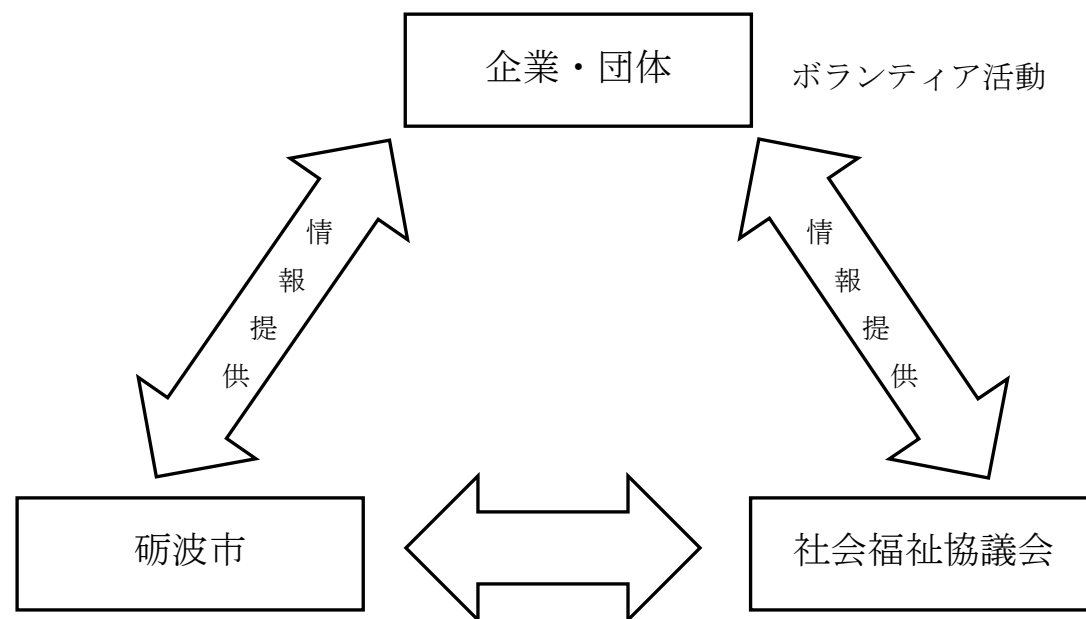 企業・団体
ボランティア活動
情報提供
情報提供
砺波市
社会福祉協議会